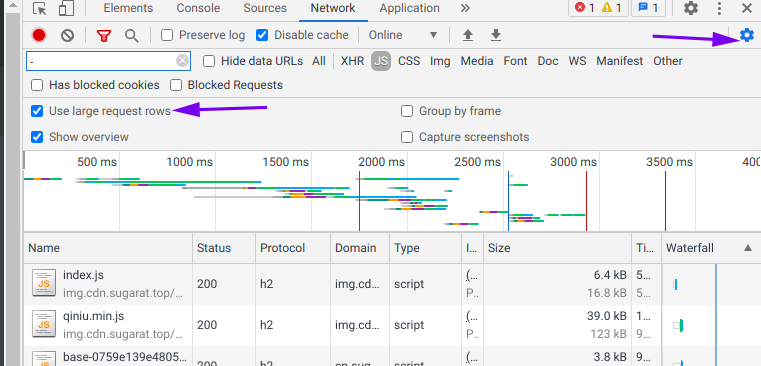 Elements Console Sources Network Application » 1 1 1
Preserve log Disable cache Online
- Hide data URLs All XHR JS CSS Img Media Font Doc WS Manifest Other
Has blocked cookies Blocked Requests
Use large request rows Group by frame
Show overview Capture screenshots
500 ms 1000 ms 1500 ms 2000 ms 2500 ms 3000 ms 3500 ms 400
Name Status Protocol Domain Type I... Size Ti... Waterfall
index.js 200 h2 img.cd... script (... 6.4 kB 5...
img.cdn.sugarat.top/... P... 16.8 kB 5...
qiniu.min.js 200 h2 img.cd... script (... 39.0 kB 1...
img.cdn.sugarat.top/... P... 123 kB 9...
base-0759e139e4805... 200 h2 script (... 3.8 kB 9...